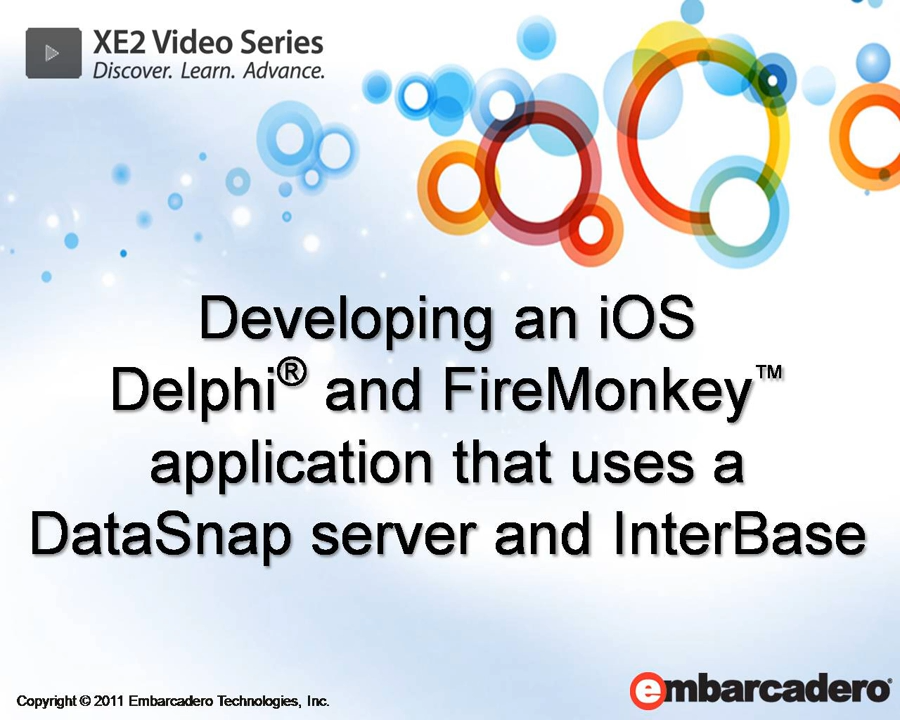 XE2 Video Series
Discover. Learn. Advance.
Developing an iOS
Delphi® and FireMonkey™
application that uses a
DataSnap server and InterBase
Copyright © 2011 Embarcadero Technologies, Inc.
embarcadero®